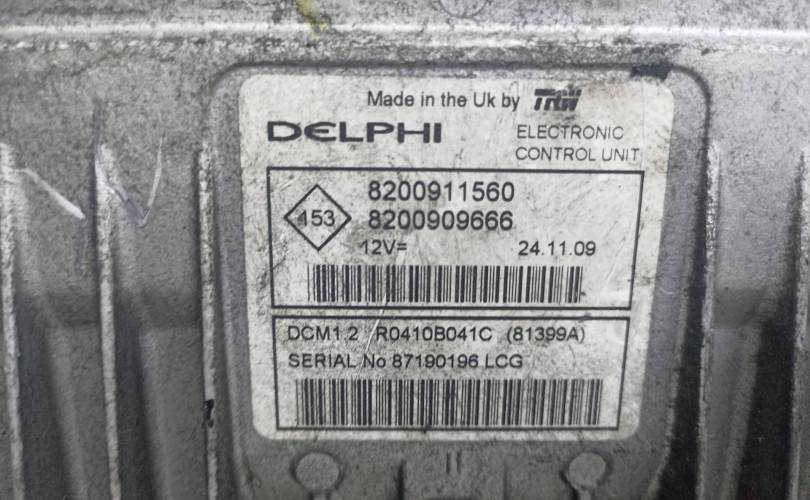 Made in the Uk by TRW
DELPHI
ELECTRONIC
CONTROL UNIT
153
8200911560
8200909666
12V=
24.11.09
DCM1.2 R0410B041C (81399A)
SERIAL No 87190196 LCG